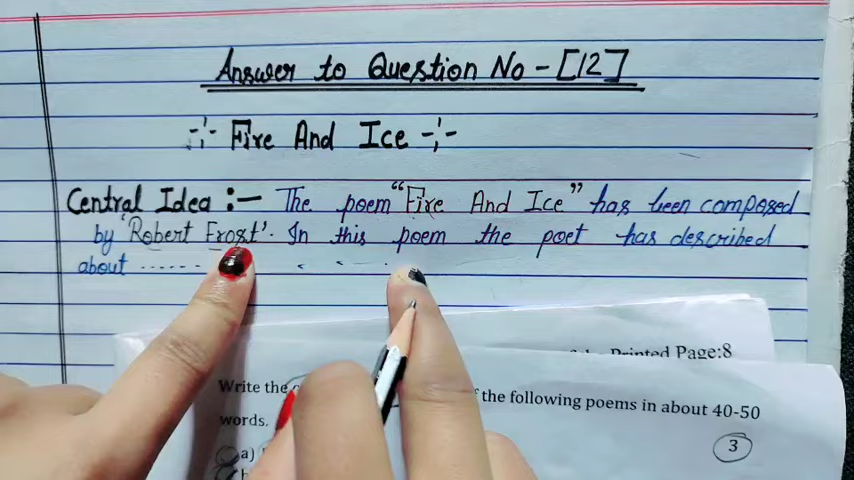 Answer to Question No - [12]
Fire And Ice
Central Idea :- The poem "Fire And Ice" has been composed
by 'Robert Frost'. In this poem the poet has described
about ......
Printed Page:8
Write the of the following poems in about 40-50
words.
3
a)